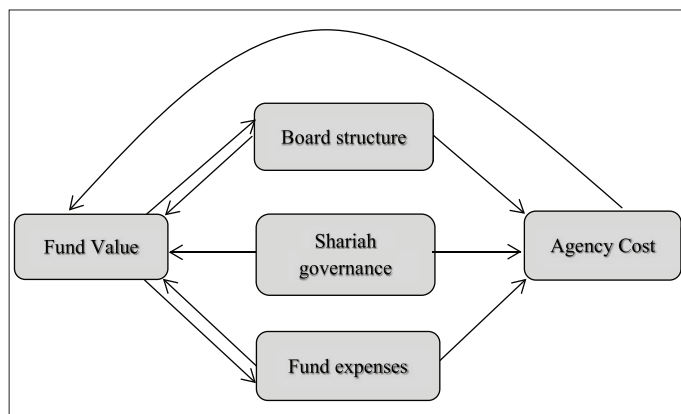 Board structure
Fund Value
Shariah
governance
Agency Cost
Fund expenses